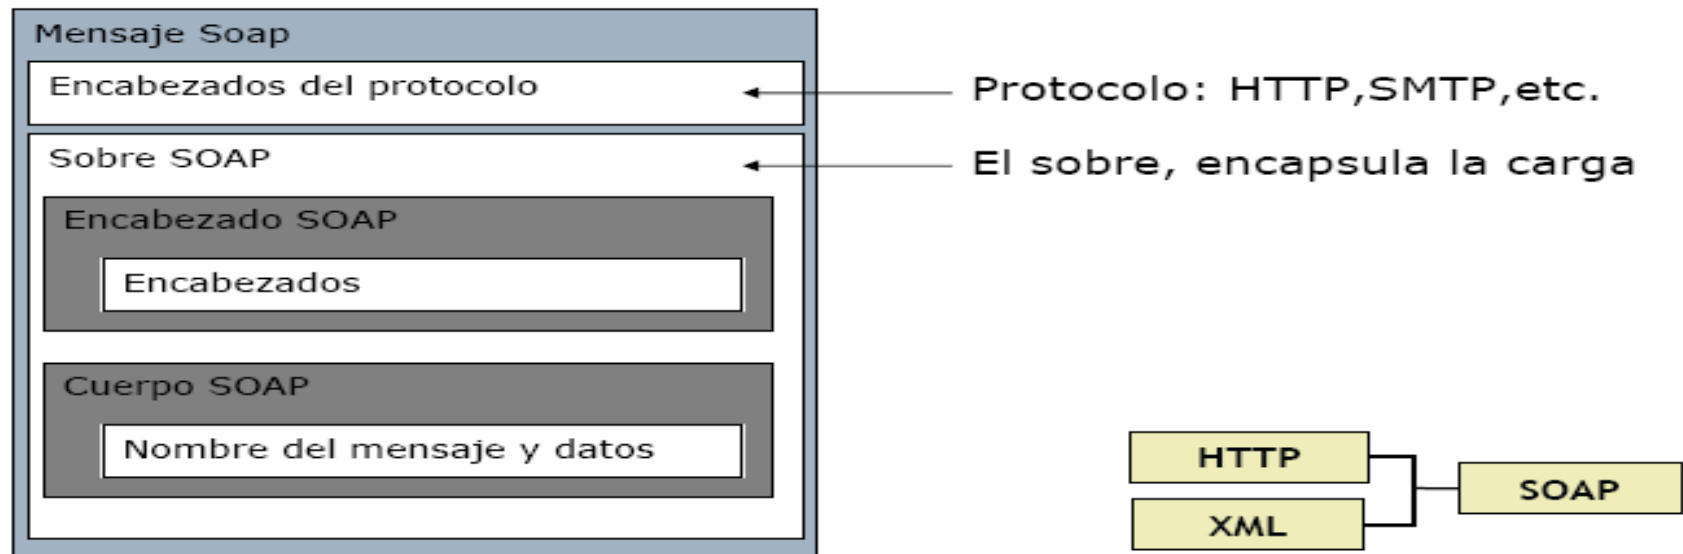 Mensaje Soap
Encabezados del protocolo
Protocolo: HTTP,SMTP,etc.
Sobre SOAP
El sobre, encapsula la carga
Encabezado SOAP
Encabezados
Cuerpo SOAP
Nombre del mensaje y datos
HTTP
SOAP
XML